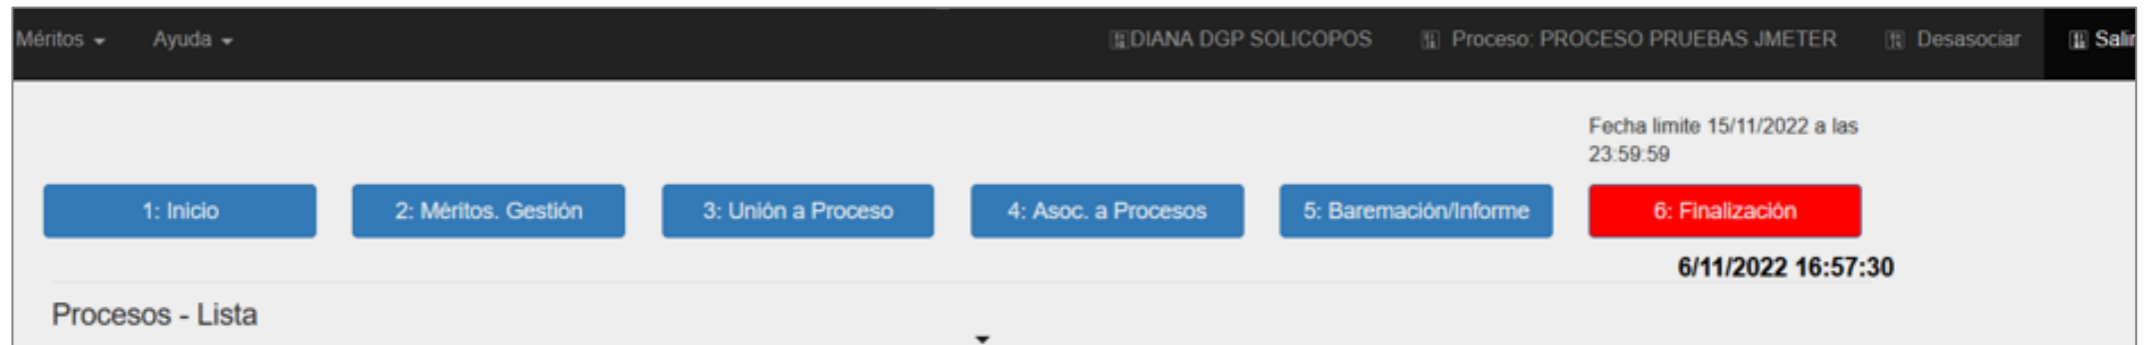 Méritos Ayuda DIANA DGP SOLICOPOS Proceso: PROCESO PRUEBAS JMETER Desasociar Salir
Fecha limite 15/11/2022 a las
23:59:59
1: Inicio 2: Méritos. Gestión 3: Unión a Proceso 4: Asoc. a Procesos 5: Baremación/Informe 6: Finalización
6/11/2022 16:57:30
Procesos - Lista